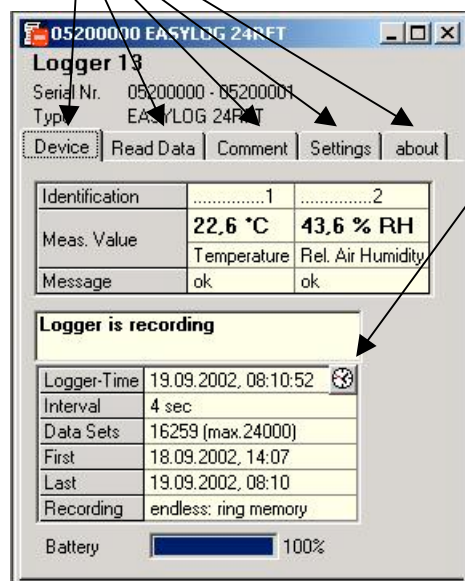 05200000 EASYLOG 24RFT
Logger 13
Serial Nr. 05200000 - 05200001
Type EASYLOG 24RFT
Device Read Data Comment Settings about
Identification ..............1 ..............2
Meas. Value 22,6 °C 43,6 % RH
Temperature Rel. Air Humidity
Message ok ok
Logger is recording
Logger-Time 19.09.2002, 08:10:52
Interval 4 sec
Data Sets 16259 (max.24000)
First 18.09.2002, 14:07
Last 19.09.2002, 08:10
Recording endless: ring memory
Battery 100%